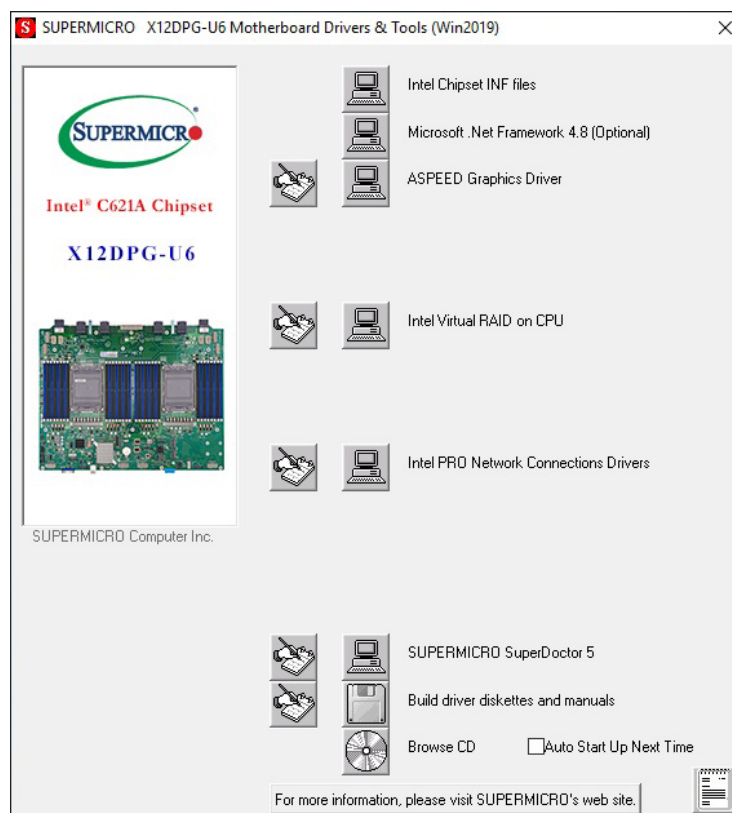 S SUPERMICRO X12DPG-U6 Motherboard Drivers & Tools (Win2019)
SUPERMICR
Intel® C621A Chipset
X12DPG-U6
SUPERMICRO Computer Inc.
Intel Chipset INF files
Microsoft .Net Framework 4.8 (Optional)
ASPEED Graphics Driver
Intel Virtual RAID on CPU
Intel PRO Network Connections Drivers
SUPERMICRO SuperDoctor 5
Build driver diskettes and manuals
Browse CD Auto Start Up Next Time
For more information, please visit SUPERMICRO's web site.